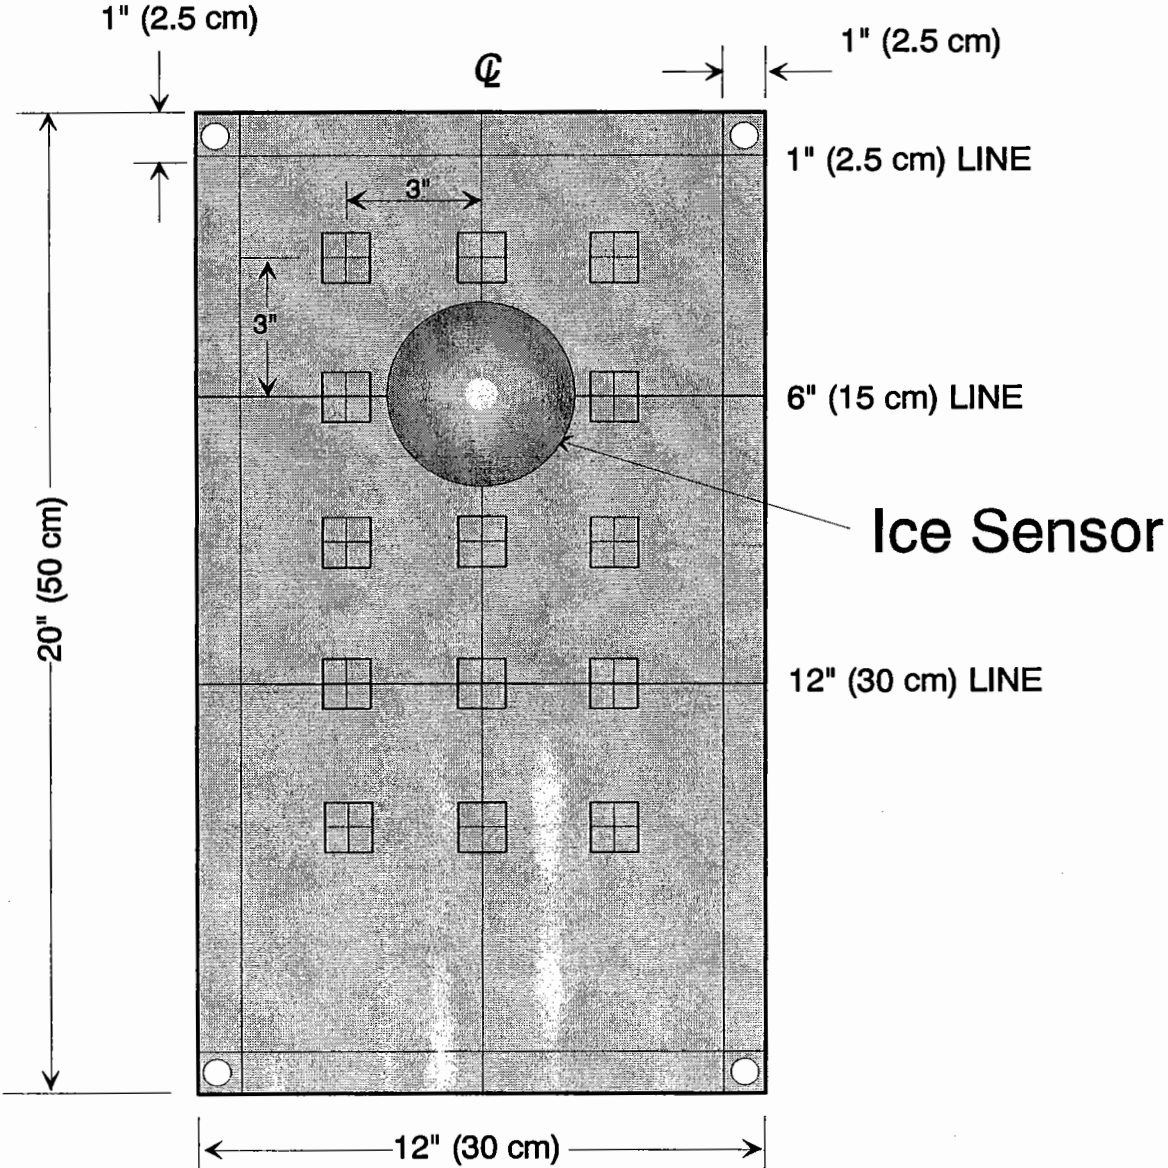 1" (2.5 cm)
℄
1" (2.5 cm)
1" (2.5 cm) LINE
3"
3"
6" (15 cm) LINE
Ice Sensor
20" (50 cm)
12" (30 cm) LINE
12" (30 cm)